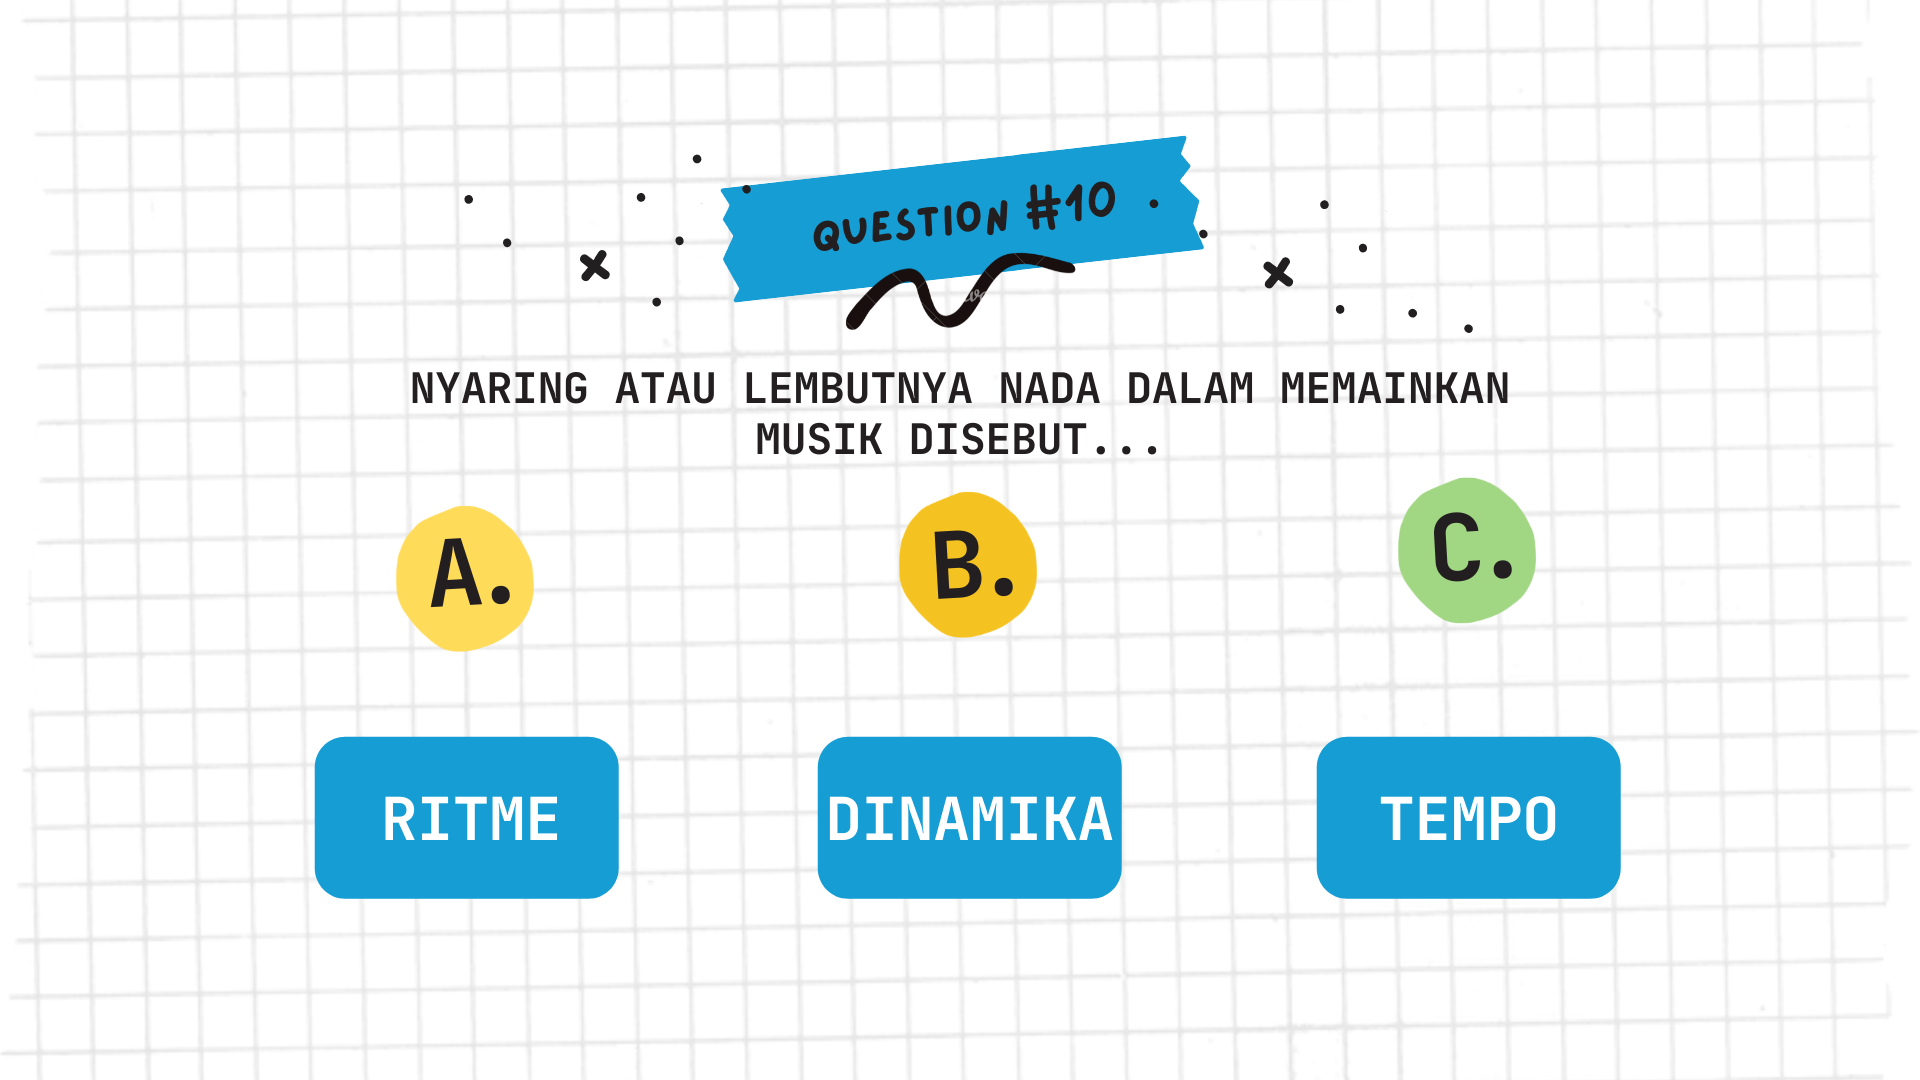 QUESTION #10
NYARING ATAU LEMBUTNYA NADA DALAM MEMAINKAN
MUSIK DISEBUT...
A.
B.
C.
RITME
DINAMIKA
TEMPO